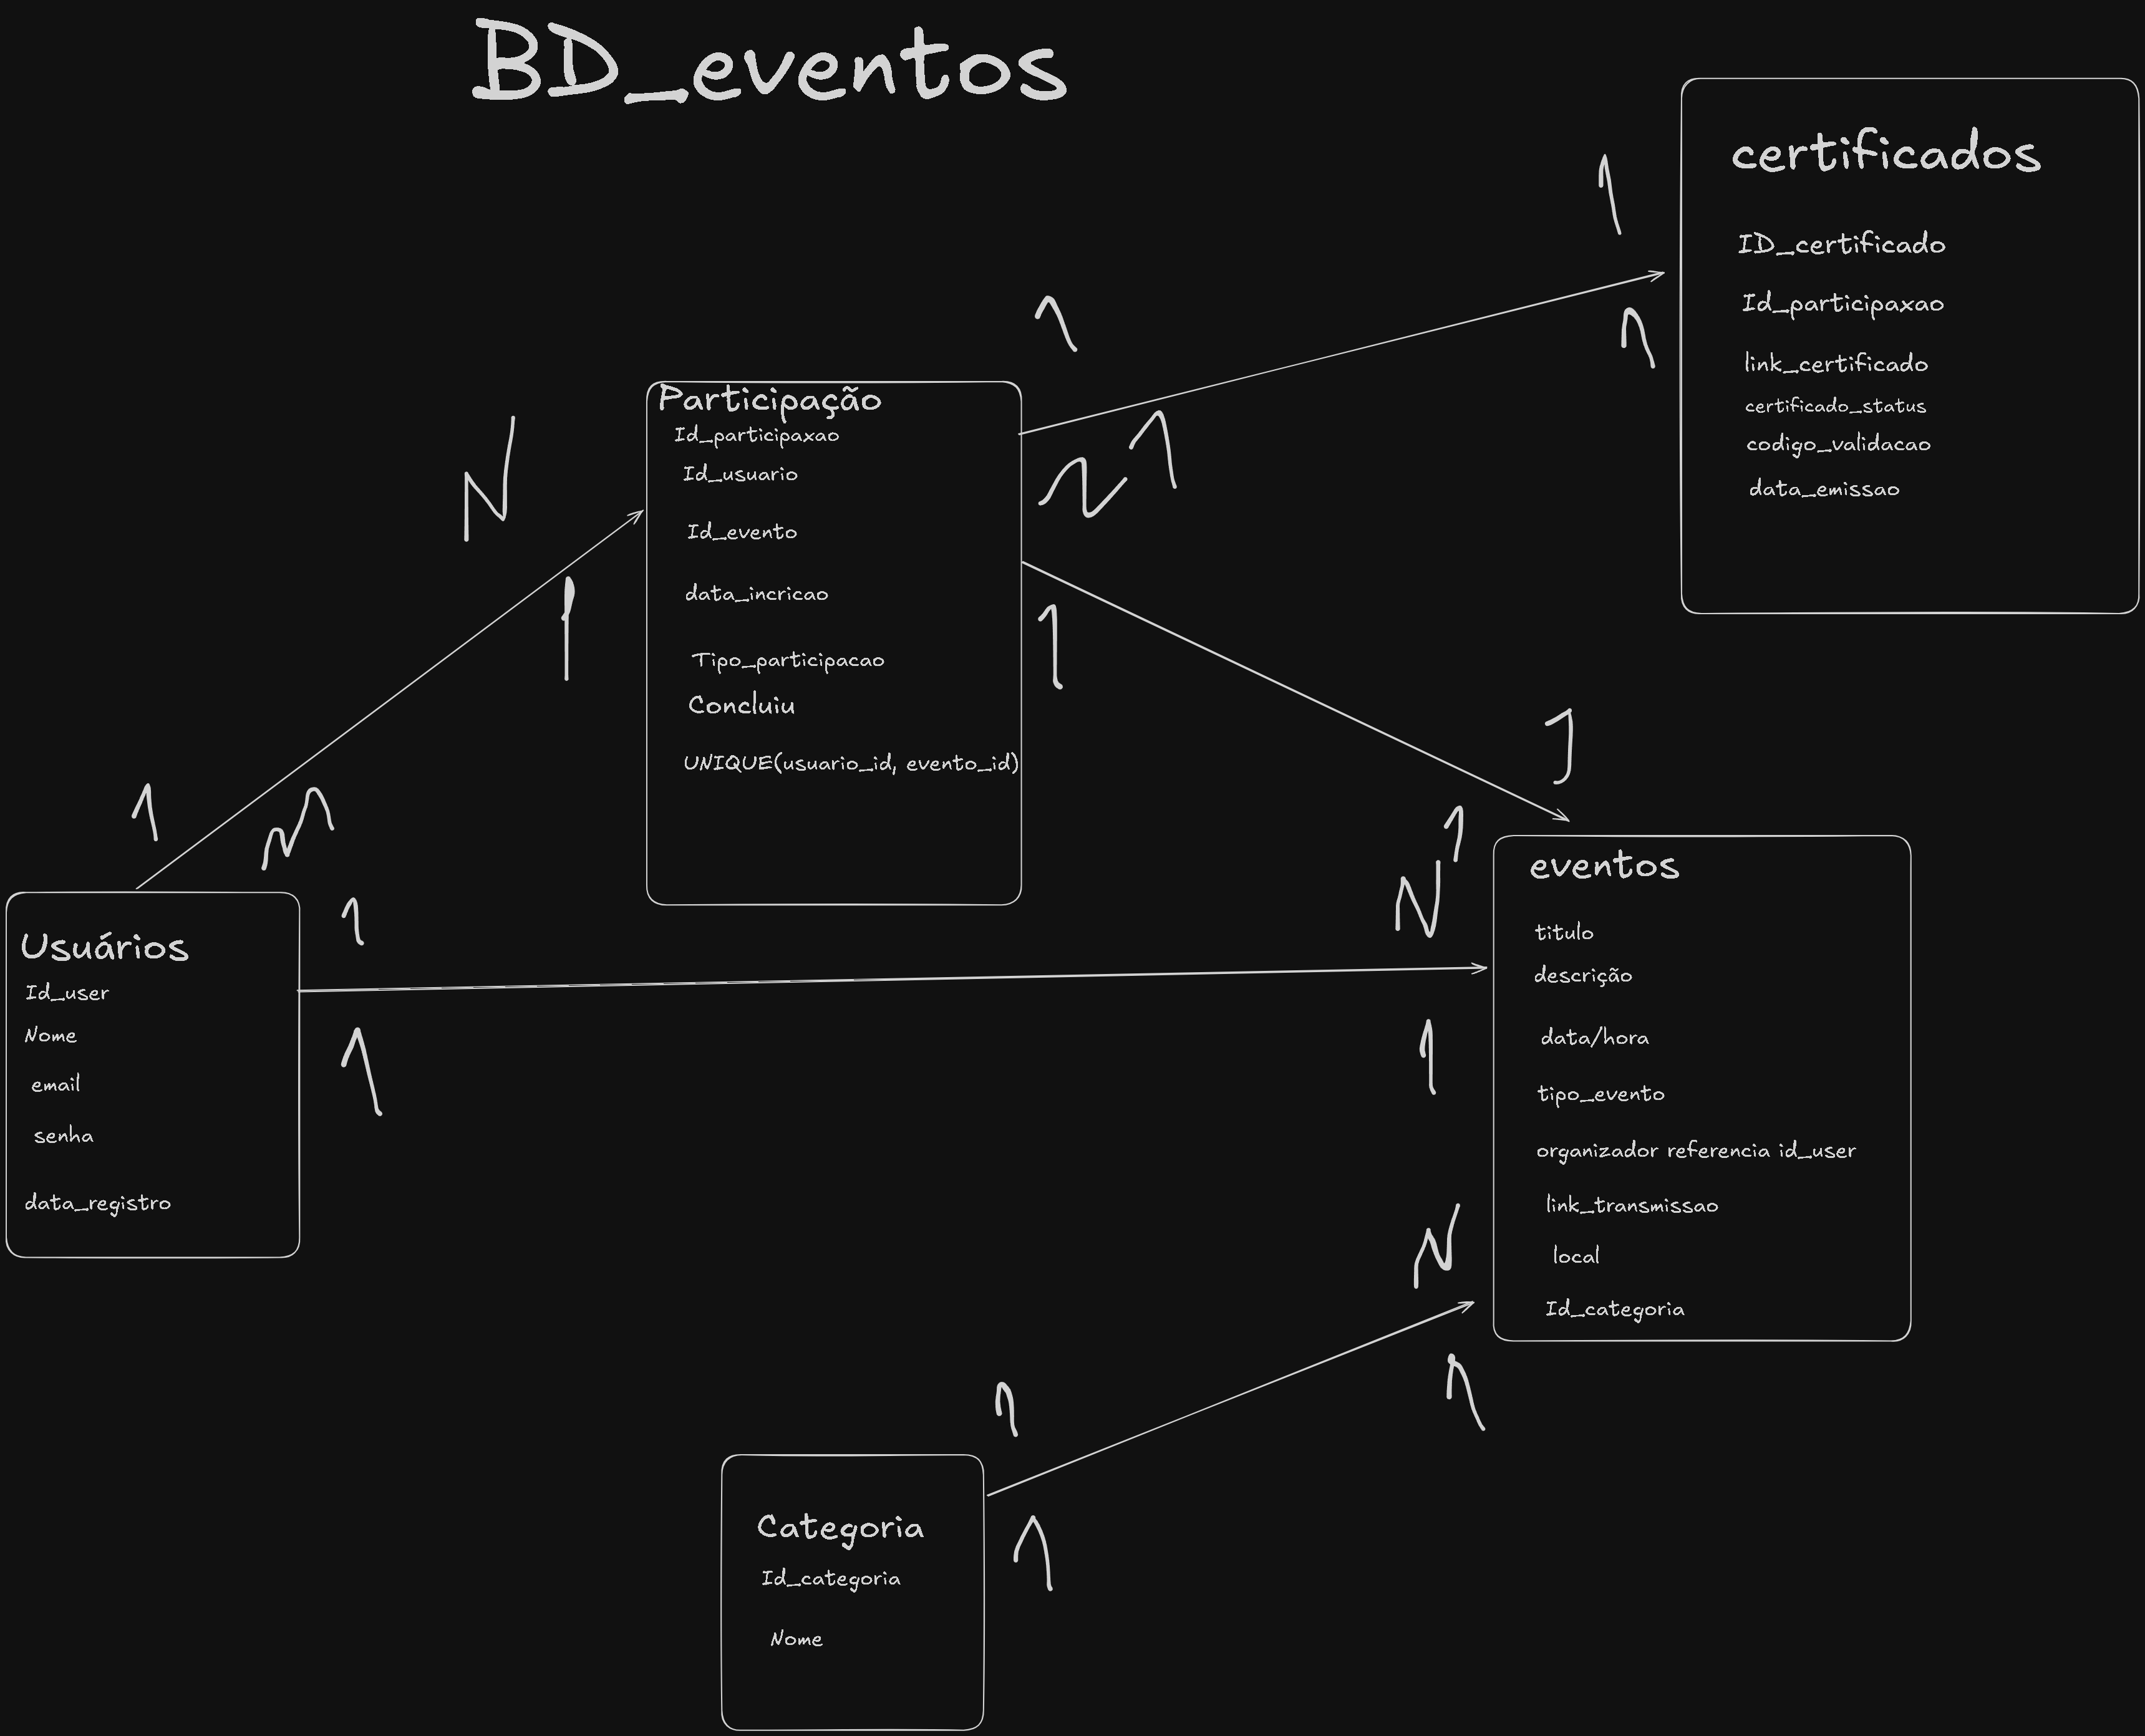 BD_eventos
certificados
ID_certificado
Id_participaxao
link_certificado
certificado_status
codigo_validacao
data_emissao
1
1
1
1
Participação
Id_participaxao
Id_usuario
Id_evento
data_incricao
Tipo_participacao
Concluiu
UNIQUE(usuario_id, evento_id)
N
1
1
1
1
N
1
1
Usuários
Id_user
Nome
email
senha
data_registro
1
1
1
eventos
titulo
descrição
data/hora
tipo_evento
organizador referencia id_user
link_transmissao
local
Id_categoria
N
1
1
1
Categoria
Id_categoria
Nome